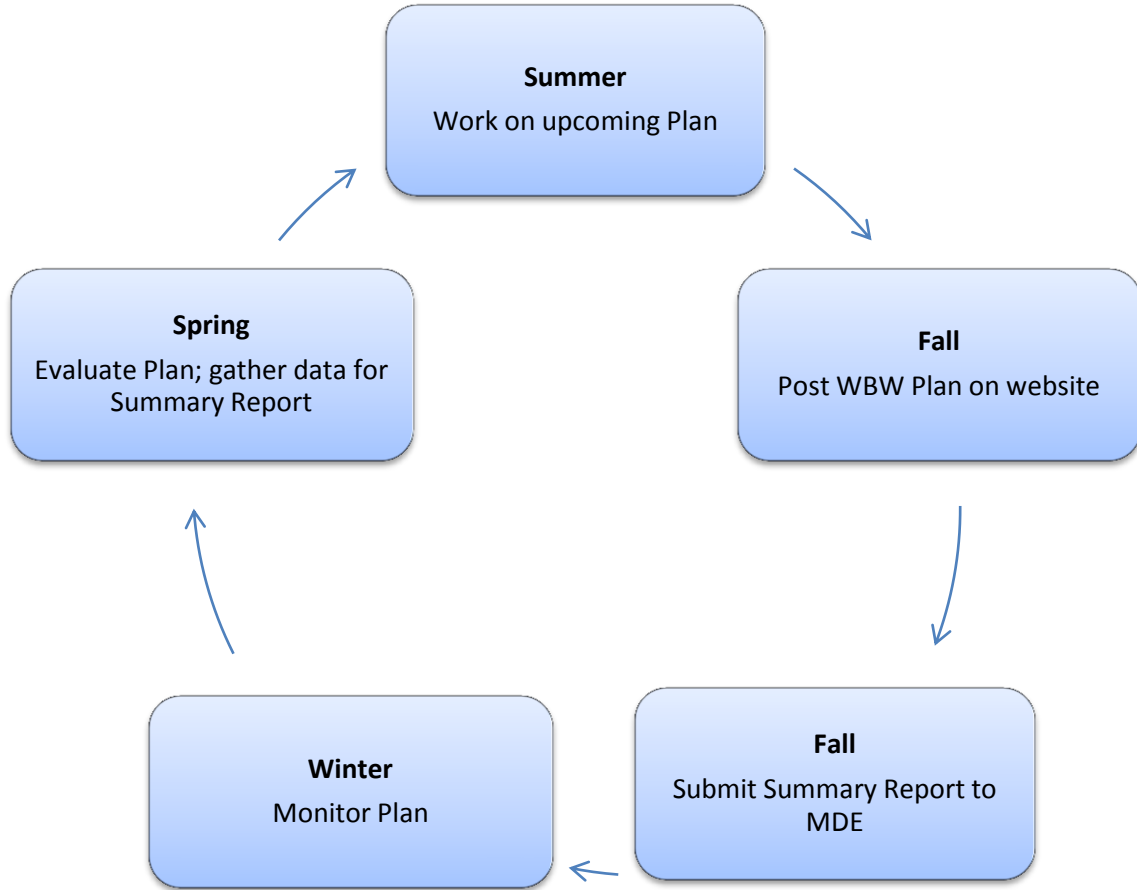 Summer
Work on upcoming Plan
Fall
Post WBW Plan on website
Fall
Submit Summary Report to
MDE
Winter
Monitor Plan
Spring
Evaluate Plan; gather data for
Summary Report